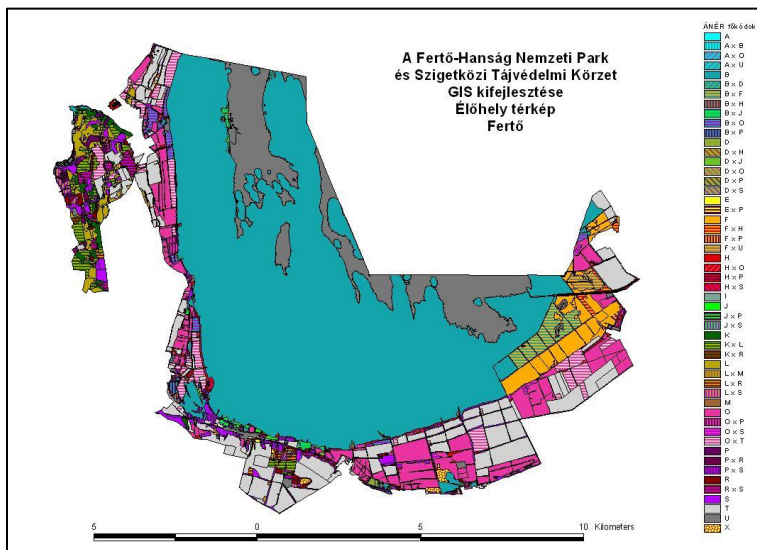 A Fertő-Hanság Nemzeti Park
és Szigetközi Tájvédelmi Körzet
GIS kifejlesztése
Élőhely térkép
Fertő
ÁNÉR főkódok
A
A x B
A x O
A x U
B
B x D
B x F
B x H
B x J
B x O
B x P
D
D x H
D x J
D x O
D x P
D x S
E
E x P
F
F x H
F x P
F x U
H
H x O
H x P
H x S
I
J
J x P
J x S
K
K x L
K x R
L
L x M
L x R
L x S
M
O
O x P
O x S
O x T
P
P x R
P x S
R
R x S
S
T
U
X
5 0 5 10 Kilometers